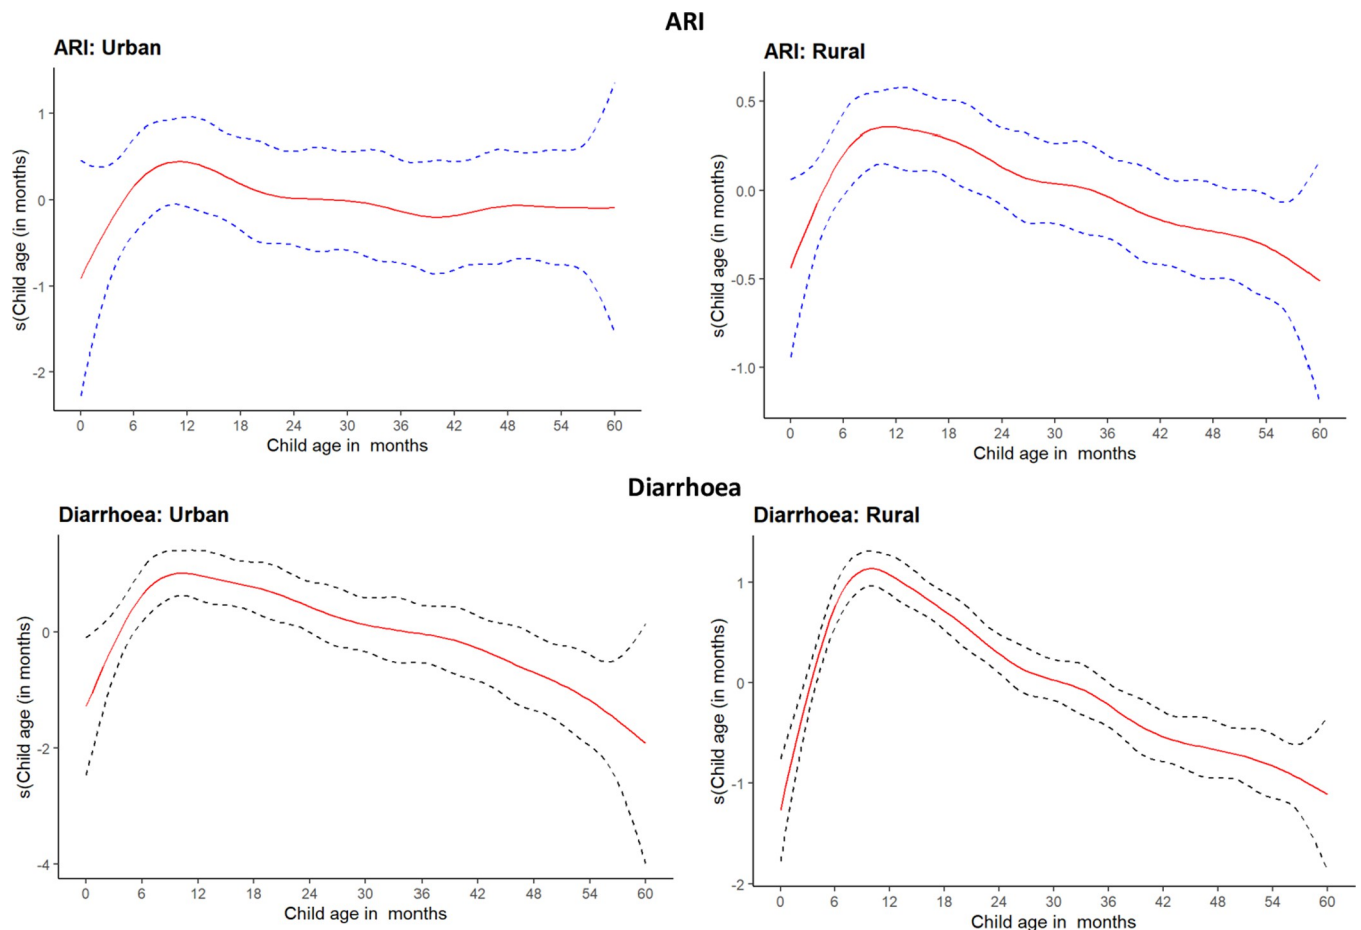 ARI
ARI: Urban
s(Child age (in months)
1
0
-1
-2
0 6 12 18 24 30 36 42 48 54 60
Child age in  months
ARI: Rural
s(Child age (in months)
0.5
0.0
-0.5
-1.0
0 6 12 18 24 30 36 42 48 54 60
Child age in  months
Diarrhoea
Diarrhoea: Urban
s(Child age (in months)
0
-2
-4
0 6 12 18 24 30 36 42 48 54 60
Child age in  months
Diarrhoea: Rural
s(Child age (in months)
1
0
-1
-2
0 6 12 18 24 30 36 42 48 54 60
Child age in  months